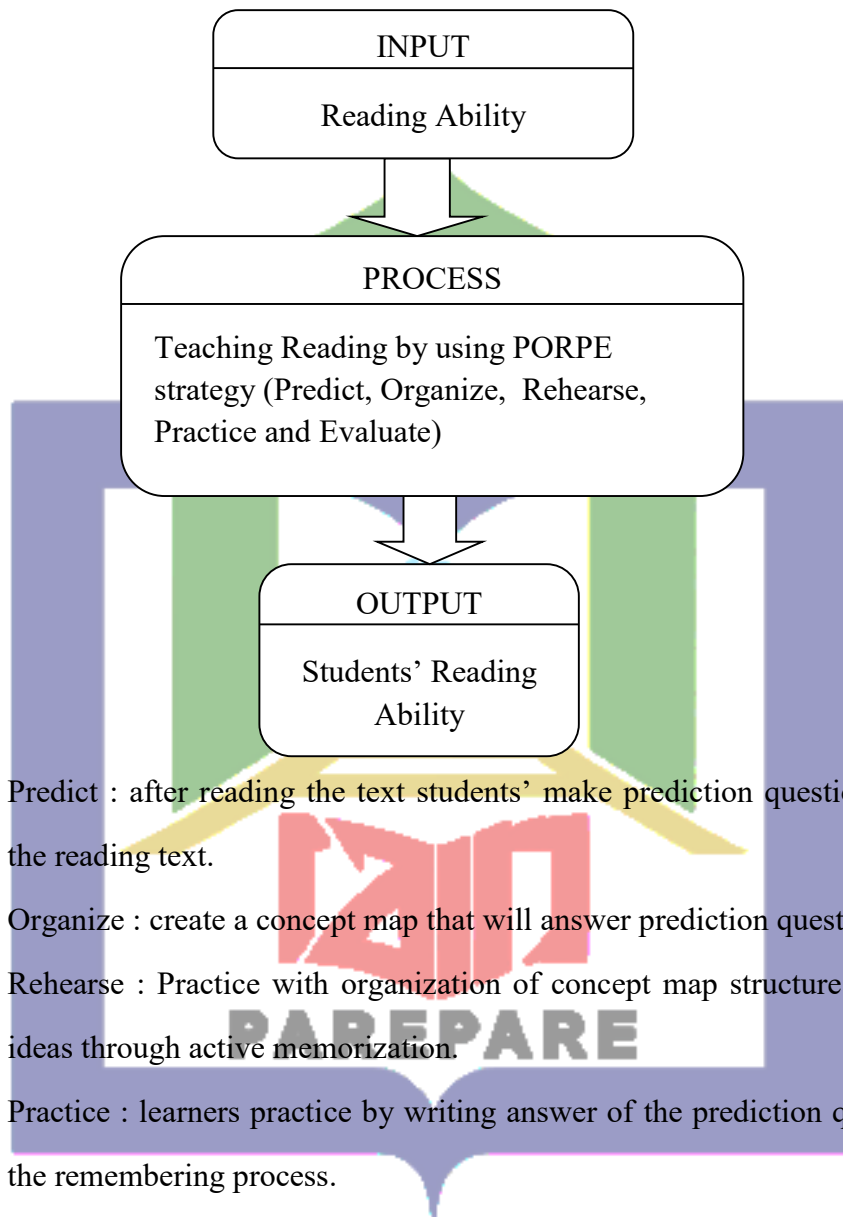 INPUT
Reading Ability
PROCESS
Teaching Reading by using PORPE
strategy (Predict, Organize, Rehearse,
Practice and Evaluate)
OUTPUT
Students’ Reading
Ability
Predict : after reading the text students’ make prediction
the reading text.
Organize : create a concept map that will answer prediction
Rehearse : Practice with organization of concept map structure
ideas through active memorization.
PAREPARE
Practice : learners practice by writing answer of the prediction
the remembering process.